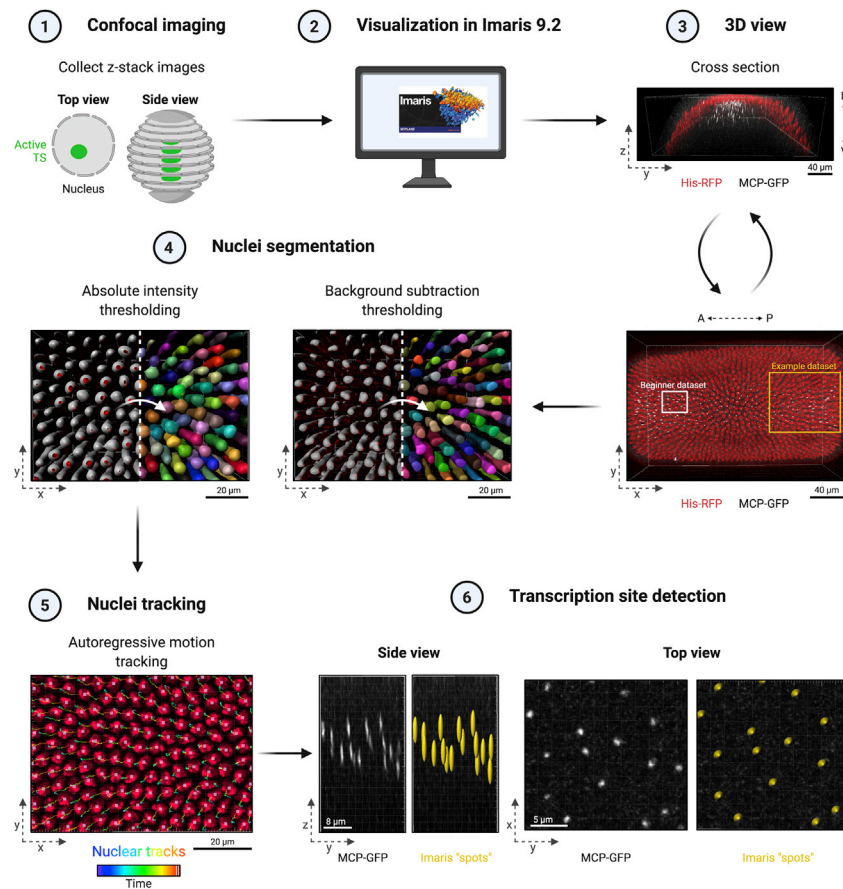 1 Confocal imaging
Collect z-stack images
Top view
Side view
Active
TS
Nucleus
2 Visualization in Imaris 9.2
Imaris
3 3D view
Cross section
z
y
40 µm
His-RFP MCP-GFP
4 Nuclei segmentation
Absolute intensity
thresholding
y
x
20 µm
Background subtraction
thresholding
y
x
20 µm
A P
Beginner dataset
Example dataset
y
x
40 µm
His-RFP MCP-GFP
5 Nuclei tracking
Autoregressive motion
tracking
y
x
20 µm
Nuclear tracks
Time
6 Transcription site detection
Side view
z
y
8 µm
MCP-GFP
Imaris "spots"
Top view
x
y
5 µm
MCP-GFP
Imaris "spots"